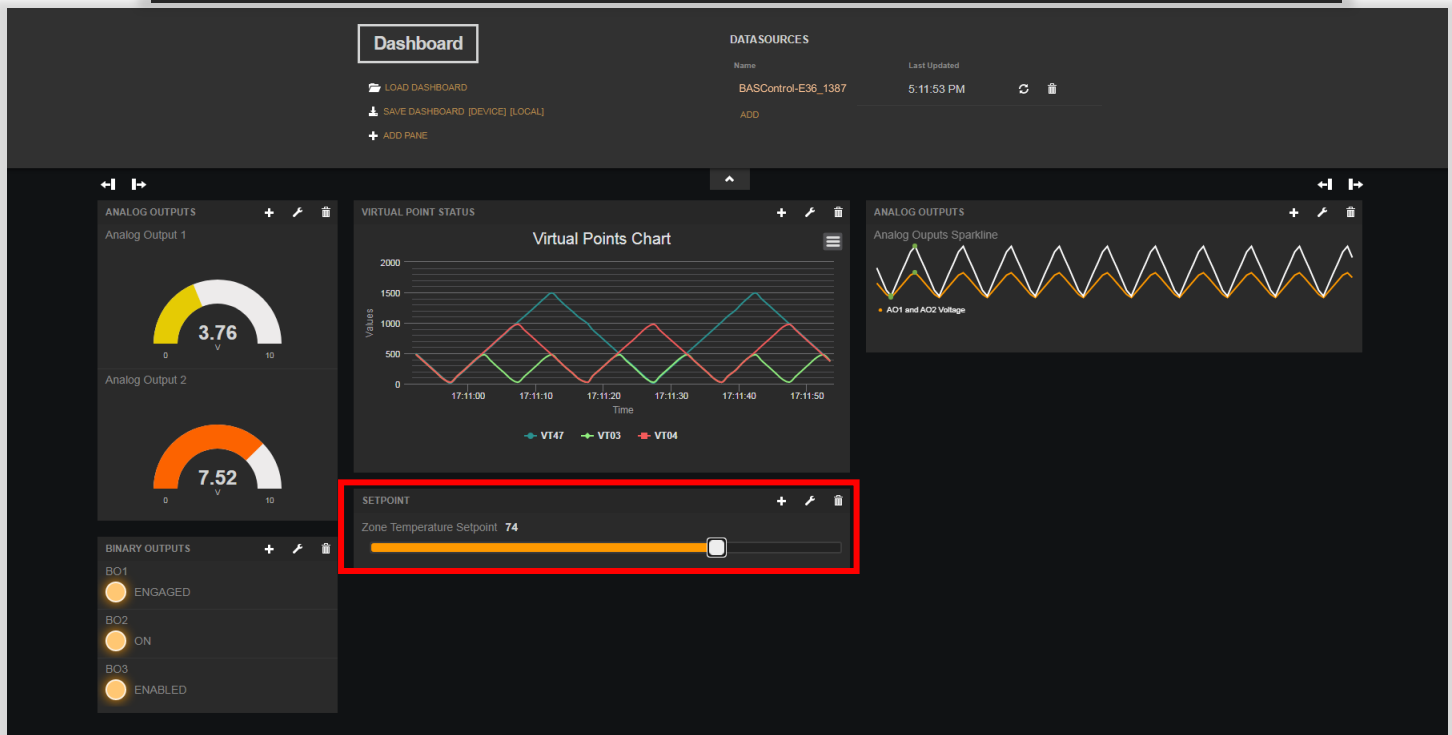 Dashboard
LOAD DASHBOARD
SAVE DASHBOARD [DEVICE] [LOCAL]
ADD PANE
DATASOURCES
Name Last Updated
BASControl-E36_1387 5:11:53 PM
ADD
ANALOG OUTPUTS
Analog Output 1
3.76
V
0 10
Analog Output 2
7.52
V
0 10
BINARY OUTPUTS
BO1
ENGAGED
BO2
ON
BO3
ENABLED
VIRTUAL POINT STATUS
Virtual Points Chart
2000
1500
1000
500
0
Values
17:11:00 17:11:10 17:11:20 17:11:30 17:11:40 17:11:50
Time
VT47 VT03 VT04
SETPOINT
Zone Temperature Setpoint 74
ANALOG OUTPUTS
Analog Ouputs Sparkline
AO1 and AO2 Voltage